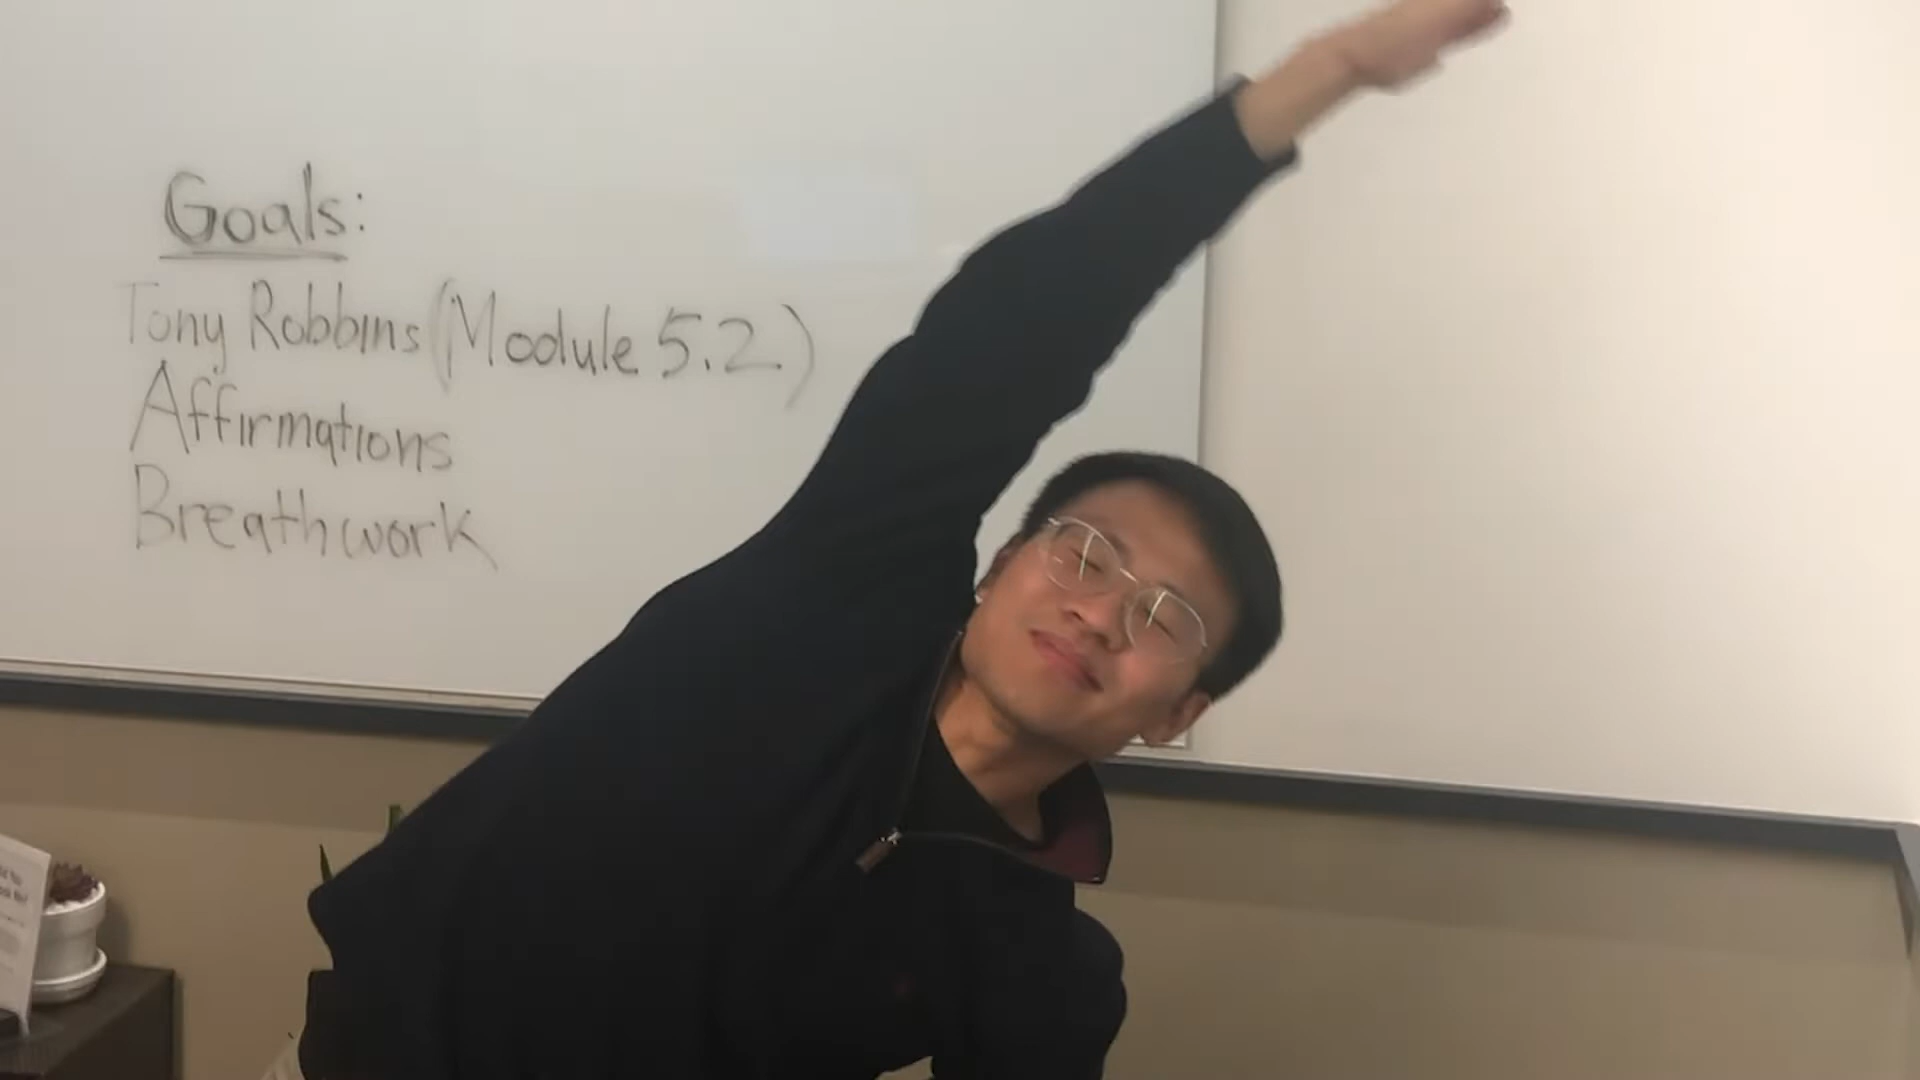 Goals:
Tony Robbins (Module 5.2)
Affirmations
Breathwork